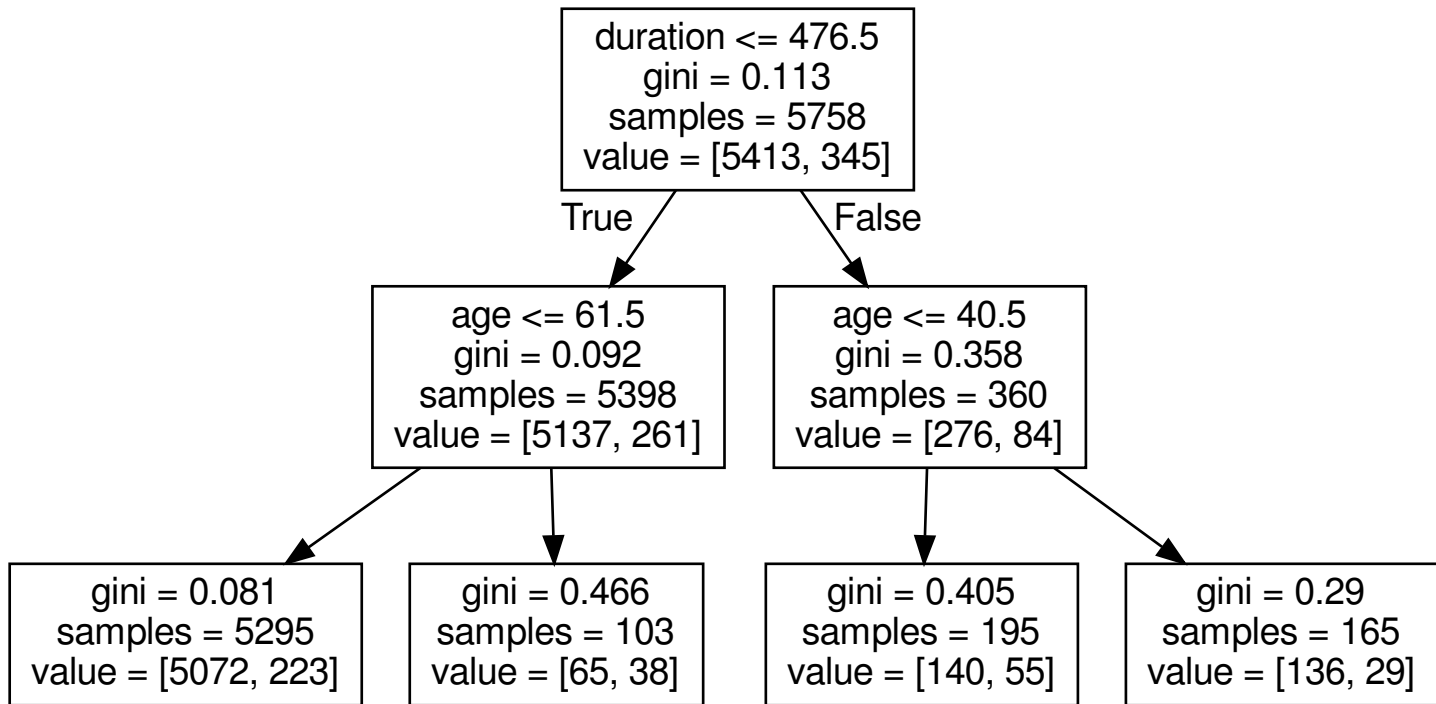 duration <= 476.5
gini = 0.113
samples = 5758
value = [5413, 345]
True
False
age <= 61.5
gini = 0.092
samples = 5398
value = [5137, 261]
age <= 40.5
gini = 0.358
samples = 360
value = [276, 84]
gini = 0.081
samples = 5295
value = [5072, 223]
gini = 0.466
samples = 103
value = [65, 38]
gini = 0.405
samples = 195
value = [140, 55]
gini = 0.29
samples = 165
value = [136, 29]